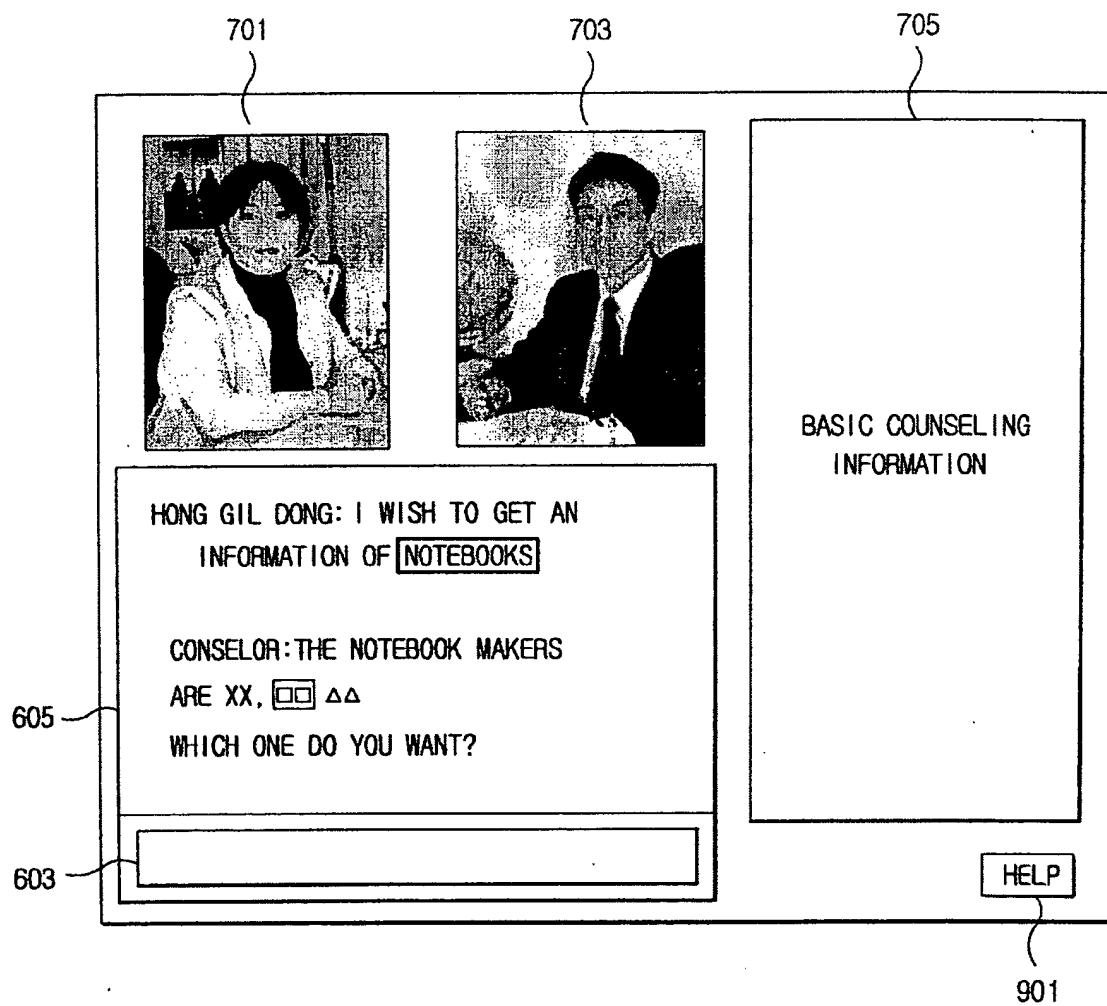 701 703 705
BASIC COUNSELING
INFORMATION
HONG GIL DONG: I WISH TO GET AN
INFORMATION OF NOTEBOOKS
CONSELOR:THE NOTEBOOK MAKERS
ARE XX, □□ △△
605
WHICH ONE DO YOU WANT?
603
HELP
901